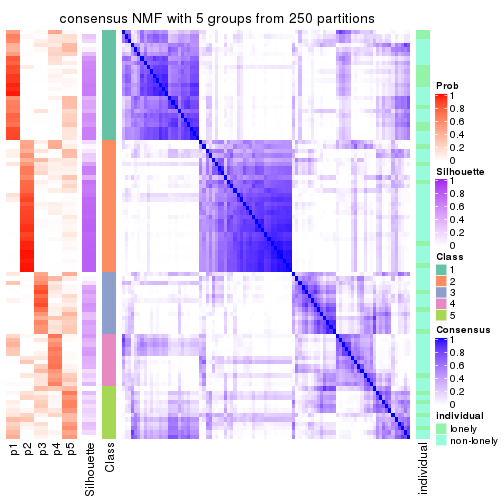 consensus NMF with 5 groups from 250 partitions
Prob
1
0.8
0.6
0.4
0.2
0
Silhouette
1
0.8
0.6
0.4
0.2
0
Class
1
2
3
4
5
Consensus
1
0.8
0.6
0.4
0.2
0
individual
lonely
non-lonely
p1
p2
p3
p4
p5
Silhouette
Class
individual